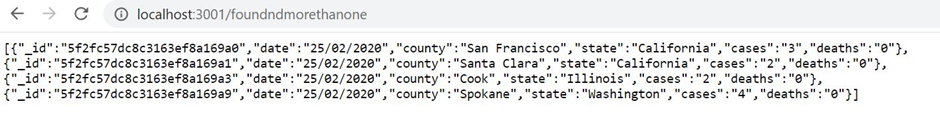 localhost:3001/foundndmorethanone
[{"_id":"5f2fc57dc8c3163ef8a169a0","date":"25/02/2020","county":"San Francisco","state":"California","cases":"3","deaths":"0"},
{"_id":"5f2fc57dc8c3163ef8a169a1","date":"25/02/2020","county":"Santa Clara","state":"California","cases":"2","deaths":"0"},
{"_id":"5f2fc57dc8c3163ef8a169a3","date":"25/02/2020","county":"Cook","state":"Illinois","cases":"2","deaths":"0"},
{"_id":"5f2fc57dc8c3163ef8a169a9","date":"25/02/2020","county":"Spokane","state":"Washington","cases":"4","deaths":"0"}]